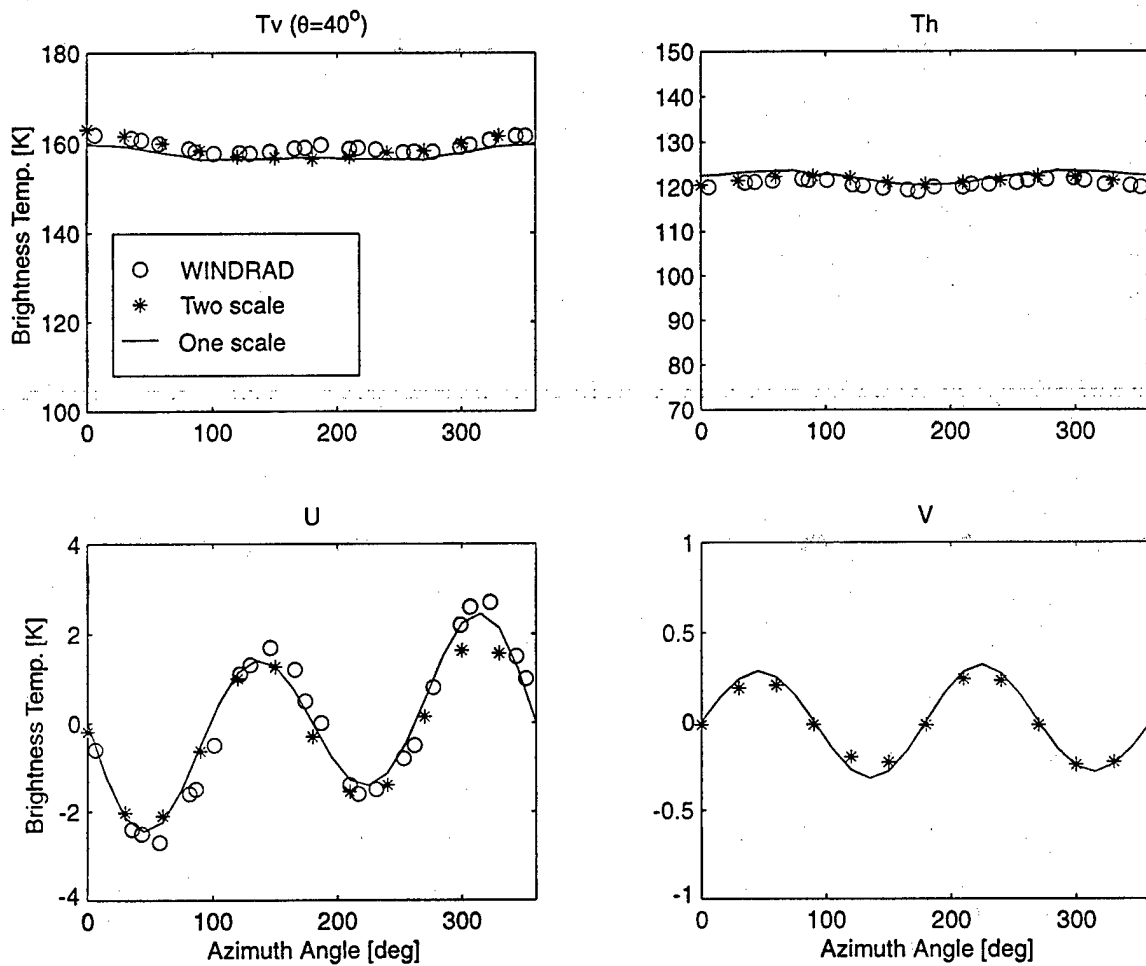 Tv (θ=40°)
Th
180
160
140
120
100
Brightness Temp. [K]
WINDRAD
Two scale
One scale
0 100 200 300
150
140
130
120
110
100
90
80
70
0 100 200 300
U
V
4
2
0
-2
-4
Brightness Temp. [K]
0 100 200 300
Azimuth Angle [deg]
1
0.5
0
-0.5
-1
0 100 200 300
Azimuth Angle [deg]